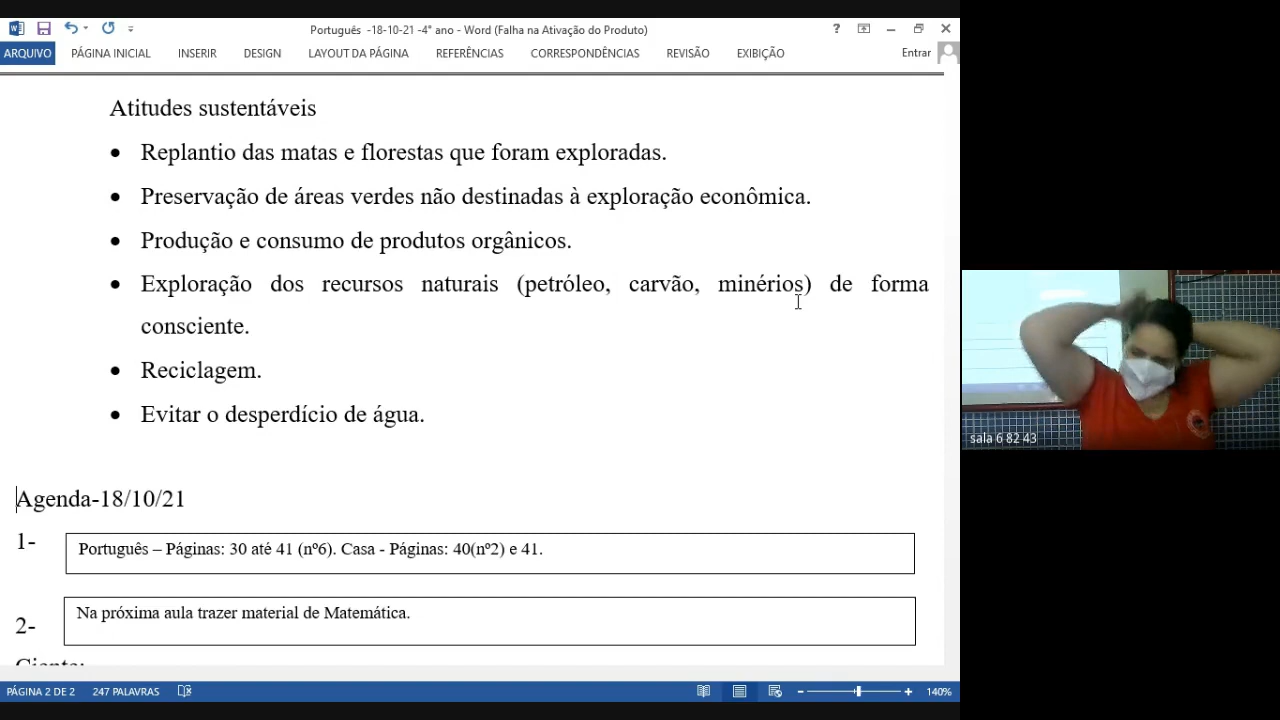 Português -18-10-21 -4° ano - Word (Falha na Ativação do Produto)
?
ARQUIVO PÁGINA INICIAL INSERIR DESIGN LAYOUT DA PÁGINA REFERÊNCIAS CORRESPONDÊNCIAS REVISÃO EXIBIÇÃO Entrar
Atitudes sustentáveis
• Replantio das matas e florestas que foram exploradas.
• Preservação de áreas verdes não destinadas à exploração econômica.
• Produção e consumo de produtos orgânicos.
• Exploração dos recursos naturais (petróleo, carvão, minérios) de forma
consciente.
• Reciclagem.
• Evitar o desperdício de água.
sala 6 82 43
Agenda-18/10/21
1- Português – Páginas: 30 até 41 (nº6). Casa - Páginas: 40(nº2) e 41.
2- Na próxima aula trazer material de Matemática.
Ciente:
PÁGINA 2 DE 2 247 PALAVRAS 140%